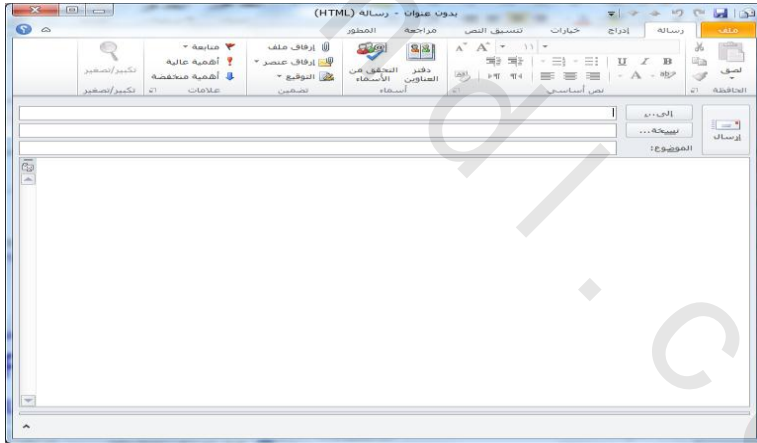 بدون عنوان - رسالة (HTML)
ملف رسالة إدراج خيارات تنسيق النص مراجعة المطور
لصق
الحافظة
B I U A
نص أساسي
دفتر العناوين
التحقق من الأسماء
أسماء
إرفاق ملف
إرفاق عنصر
التوقيع
تضمين
متابعة
أهمية عالية
أهمية منخفضة
علامات
تكبير/تصغير
تكبير/تصغير
إرسال
إلى...
نسخة...
الموضوع: